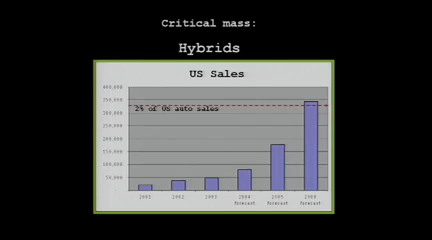 Critical mass:
Hybrids
US Sales
400,000
350,000
2% of US auto sales
300,000
250,000
200,000
150,000
100,000
50,000
2001 2002 2003 2004 2005 2006
forecast forecast forecast